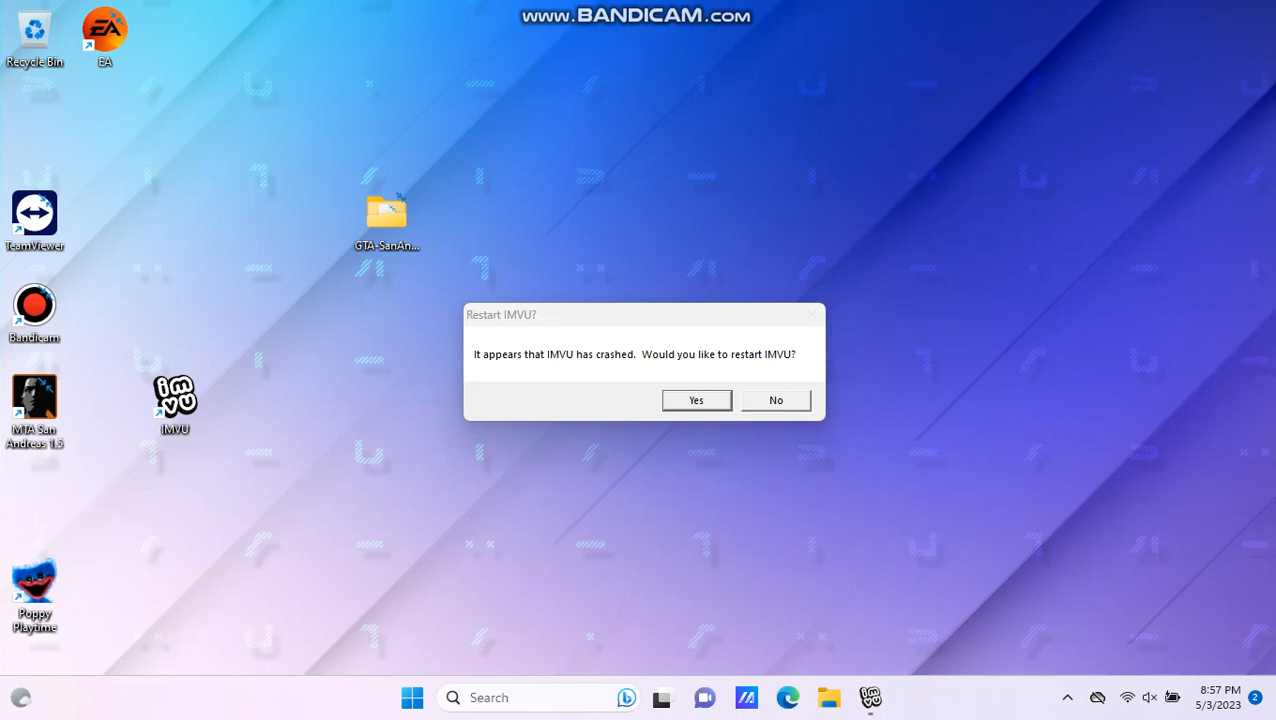 www.BANDICAM.com
Recycle Bin
EA
TeamViewer
GTA-SanAn...
Bandicam
MTA San
Andreas 1.5
IMVU
Poppy
Playtime
Restart IMVU?
It appears that IMVU has crashed.  Would you like to restart IMVU?
Yes
No
Search
8:57 PM
5/3/2023
2